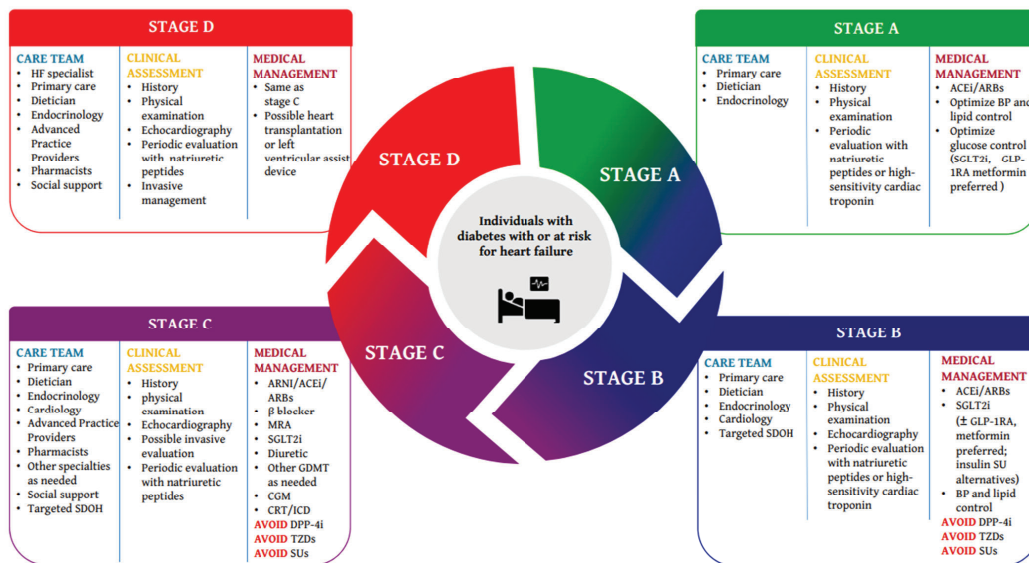 STAGE D
CARE TEAM
• HF specialist
• Primary care
• Dietician
• Endocrinology
• Advanced
Practice
Providers
• Pharmacists
• Social support
CLINICAL
ASSESSMENT
• History
• Physical
examination
• Echocardiography
• Periodic evaluation
with natriuretic
peptides
• Invasive
management
MEDICAL
MANAGEMENT
• Same as
stage C
• Possible heart
transplantation
or left
ventricular assist
device
STAGE A
CARE TEAM
• Primary care
• Dietician
• Endocrinology
CLINICAL
ASSESSMENT
• History
• Physical
examination
• Periodic
evaluation with
natriuretic
peptides or high-
sensitivity cardiac
troponin
MEDICAL
MANAGEMENT
• ACEi/ARBs
• Optimize BP and
lipid control
• Optimize
glucose control
(SGLT2i, GLP-
1RA metformin
preferred )
STAGE D
STAGE A
Individuals with
diabetes with or at risk
for heart failure
STAGE C
STAGE B
STAGE C
CARE TEAM
• Primary care
• Dietician
• Endocrinology
• Cardiology
• Advanced Practice
Providers
• Pharmacists
• Other specialties
as needed
• Social support
• Targeted SDOH
CLINICAL
ASSESSMENT
• History
• physical
examination
• Echocardiography
• Possible invasive
evaluation
• Periodic evaluation
with natriuretic
peptides
MEDICAL
MANAGEMENT
• ARNI/ACEi/
ARBs
• β blocker
• MRA
• SGLT2i
• Diuretic
• Other GDMT
as needed
• CGM
• CRT/ICD
AVOID DPP-4i
AVOID TZDs
AVOID SUs
STAGE B
CARE TEAM
• Primary care
• Dietician
• Endocrinology
• Cardiology
• Targeted SDOH
CLINICAL
ASSESSMENT
• History
• Physical
examination
• Echocardiography
• Periodic evaluation
with natriuretic
peptides or high-
sensitivity cardiac
troponin
MEDICAL
MANAGEMENT
• ACEi/ARBs
• SGLT2i
(± GLP-1RA,
metformin
preferred;
insulin SU
alternatives)
• BP and lipid
control
AVOID DPP-4i
AVOID TZDs
AVOID SUs